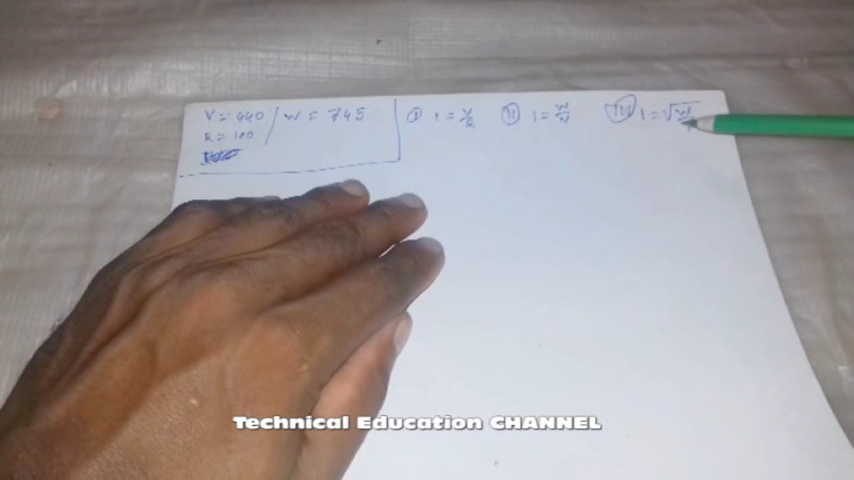 V = 440 / W = 745
R = 100
I I = V/R II I = W/V III I = √W/R
Technical Education CHANNEL